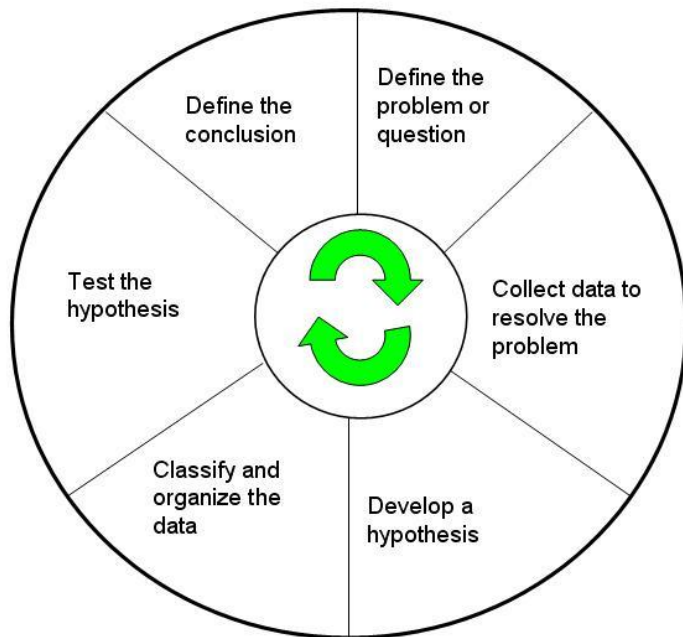 Define the
problem or
question
Collect data to
resolve the
problem
Develop a
hypothesis
Classify and
organize the
data
Test the
hypothesis
Define the
conclusion